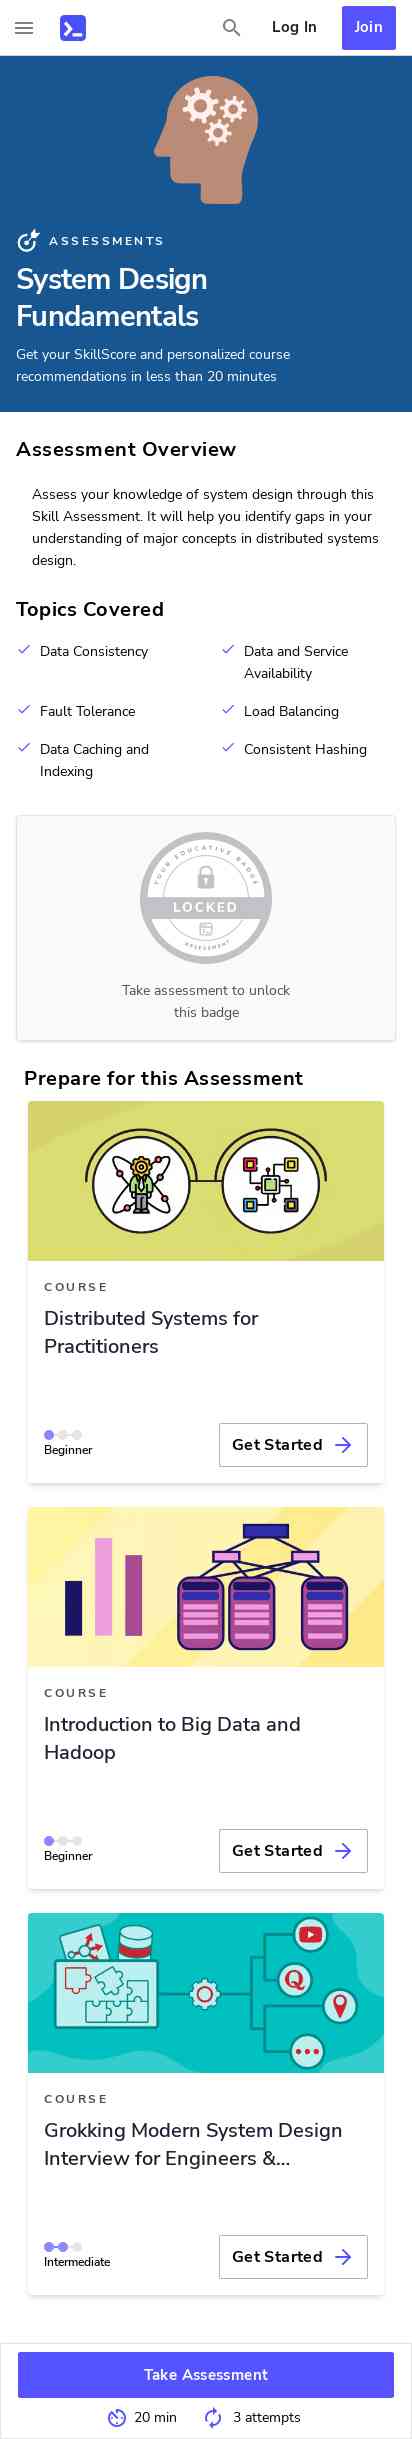 Log In
Join
ASSESSMENTS
System Design
Fundamentals
Get your SkillScore and personalized course
recommendations in less than 20 minutes
Assessment Overview
Assess your knowledge of system design through this
Skill Assessment. It will help you identify gaps in your
understanding of major concepts in distributed systems
design.
Topics Covered
Data Consistency
Data and Service
Availability
Fault Tolerance
Load Balancing
Data Caching and
Indexing
Consistent Hashing
YOUR EDUCATIVE BADGE
LOCKED
ASSESSMENT
Take assessment to unlock
this badge
Prepare for this Assessment
COURSE
Distributed Systems for
Practitioners
Beginner
Get Started
COURSE
Introduction to Big Data and
Hadoop
Beginner
Get Started
Q
COURSE
Grokking Modern System Design
Interview for Engineers &...
Intermediate
Get Started
Take Assessment
20 min
3 attempts